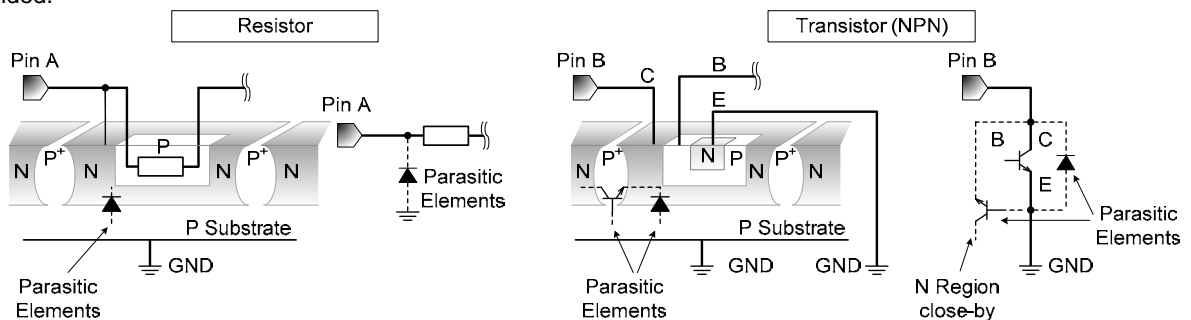 Resistor
Pin A
N
P+
N
P
N
P+
N
P Substrate
GND
Parasitic
Elements
Pin A
Parasitic
Elements
Transistor (NPN)
Pin B
C
B
E
N
P+
N
N
P
N
P+
N
P Substrate
GND
GND
Parasitic
Elements
Pin B
B
C
E
Parasitic
Elements
GND
N Region
close-by